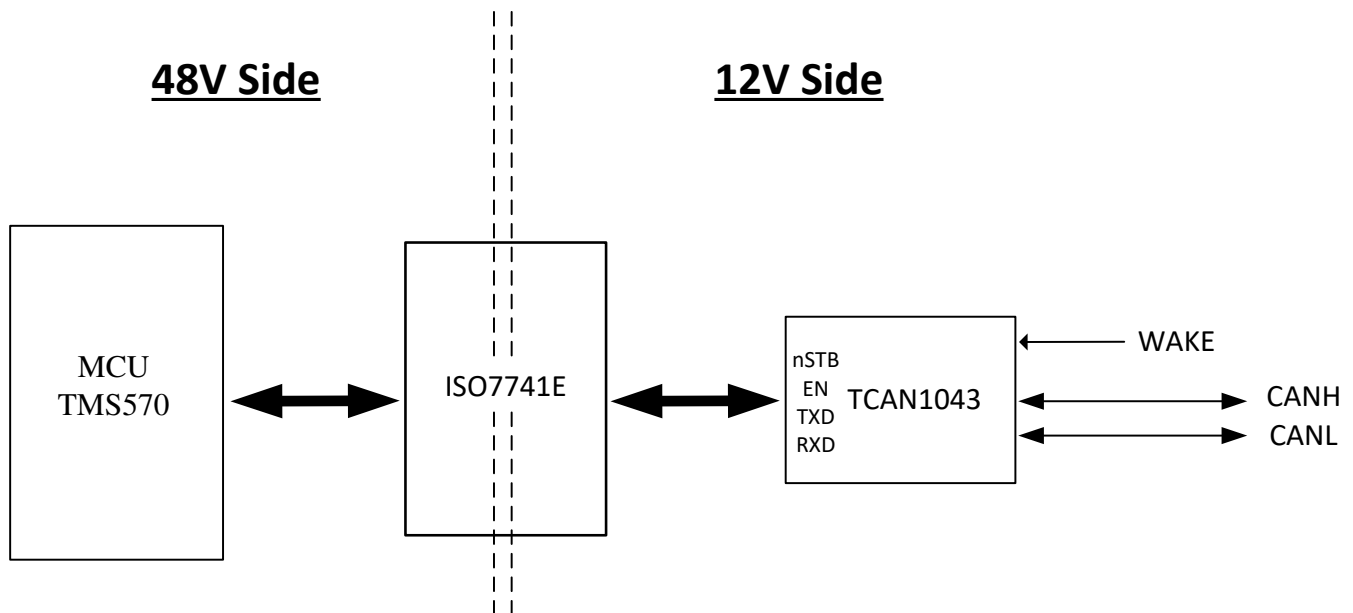 48V Side
12V Side
MCU
TMS570
ISO7741E
nSTB
EN
TXD
RXD
TCAN1043
WAKE
CANH
CANL